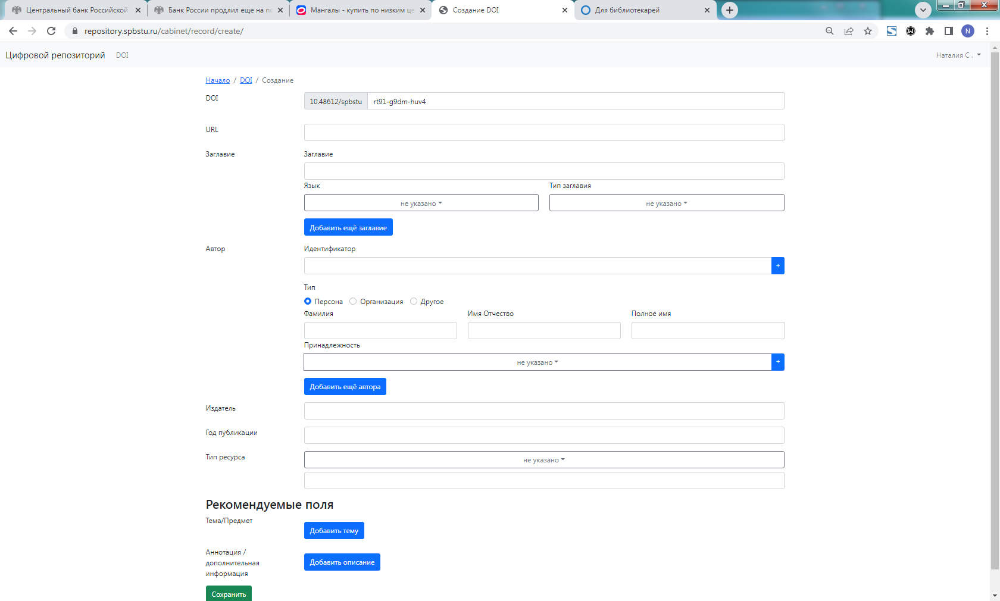 Центральный банк Российской
Банк России продлил еще на по
Мангалы - купить по низким це
Создание DOI
Для библиотекарей
repository.spbstu.ru/cabinet/record/create/
N
Цифровой репозиторий DOI
Наталия С .
Начало / DOI / Создание
DOI
10.48612/spbstu rt91-g9dm-huv4
URL
Заглавие
Заглавие
Язык
Тип заглавия
не указано
не указано
Добавить ещё заглавие
Автор
Идентификатор
+
Тип
Персона Организация Другое
Фамилия
Имя Отчество
Полное имя
Принадлежность
не указано
+
Добавить ещё автора
Издатель
Год публикации
Тип ресурса
не указано
Рекомендуемые поля
Тема/Предмет
Добавить тему
Аннотация /
дополнительная
информация
Добавить описание
Сохранить